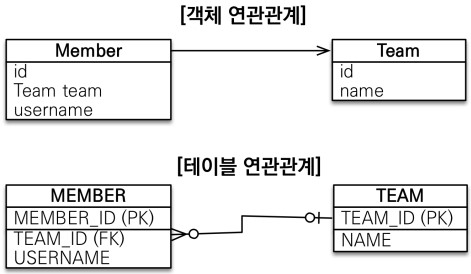 [객체 연관관계]
Member
id
Team team
username
Team
id
name
[테이블 연관관계]
MEMBER
MEMBER_ID (PK)
TEAM_ID (FK)
USERNAME
TEAM
TEAM_ID (PK)
NAME